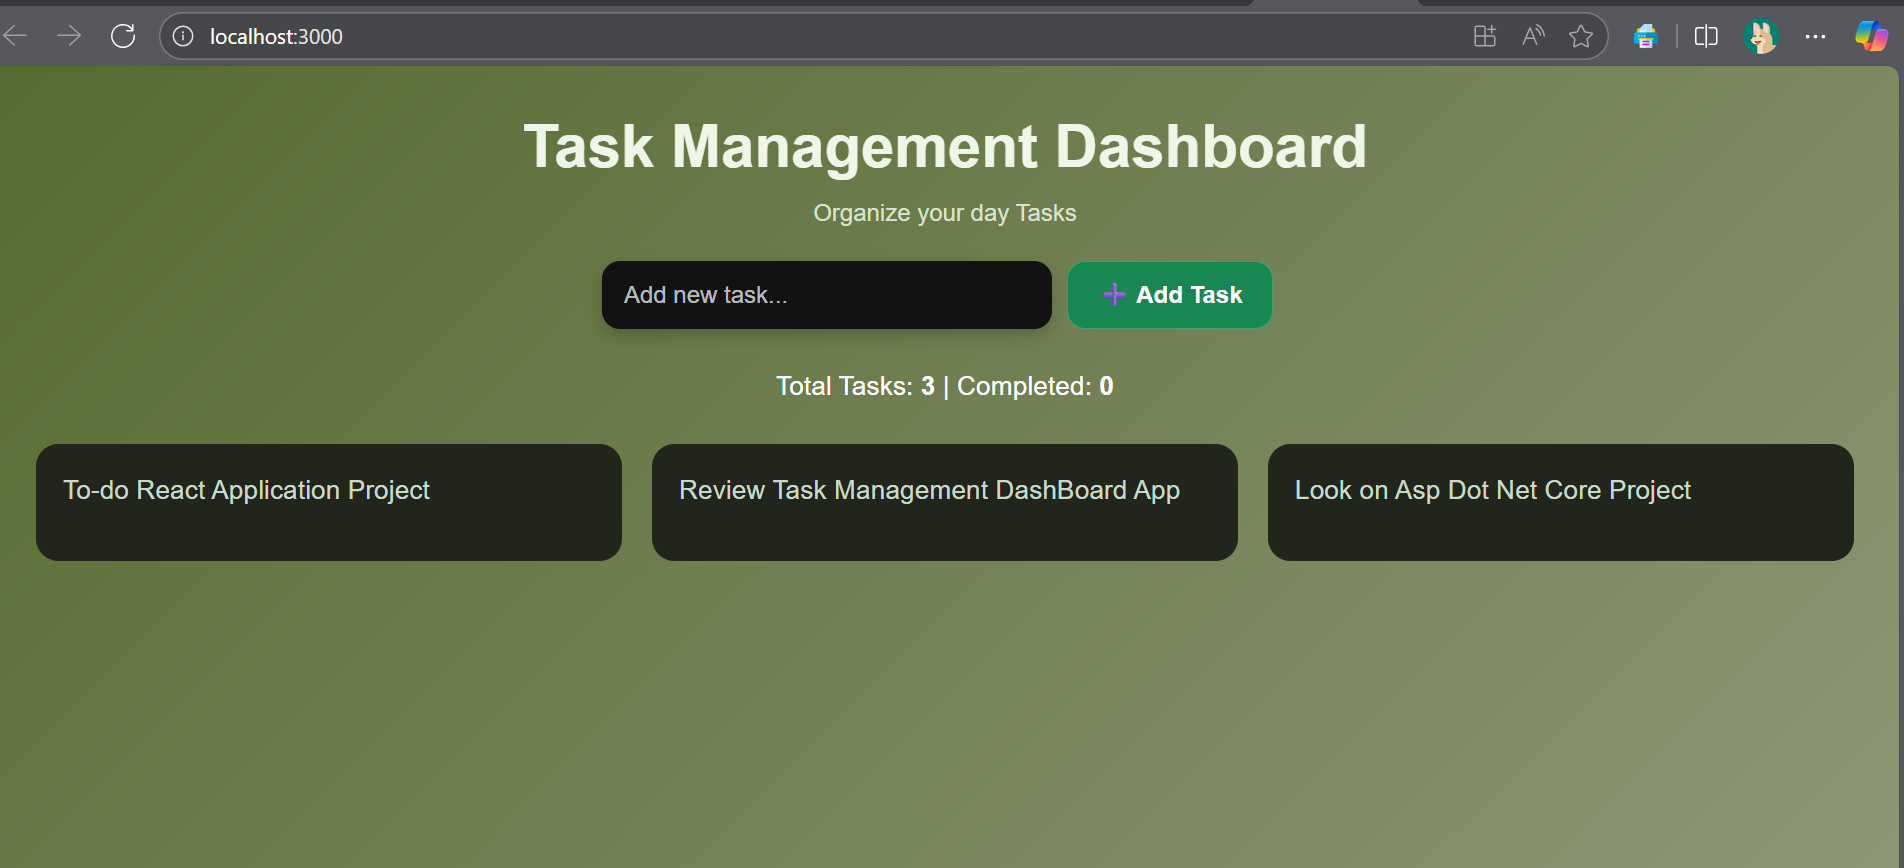 localhost:3000
Task Management Dashboard
Organize your day Tasks
Add new task...
Add Task
Total Tasks: 3 | Completed: 0
To-do React Application Project
Review Task Management DashBoard App
Look on Asp Dot Net Core Project